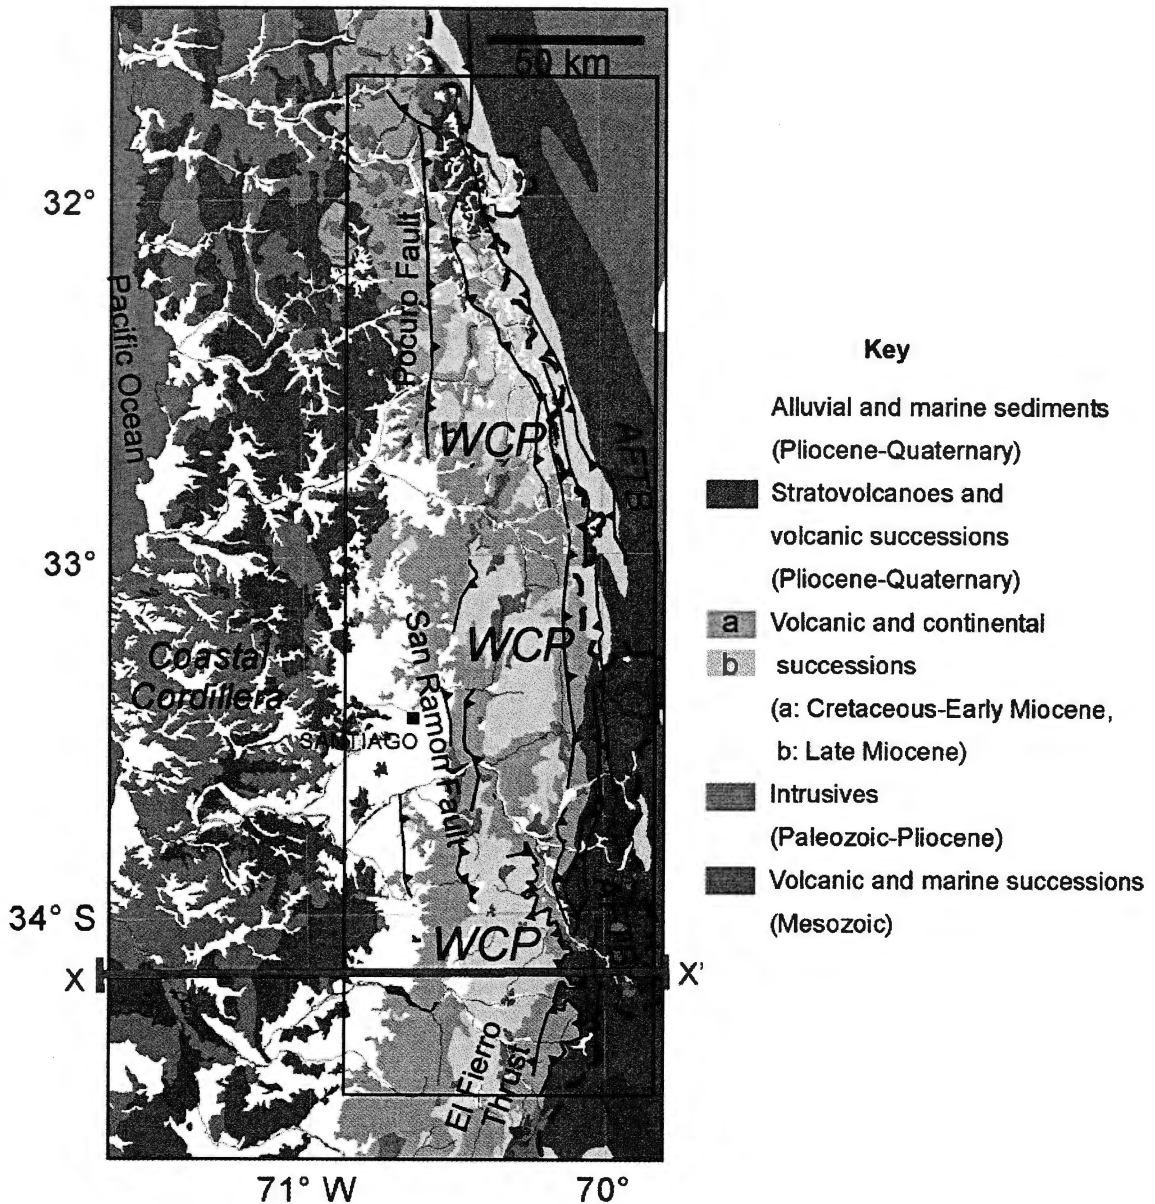 50 km
32°
Pocuro Fault
Pacific Ocean
WCP
AFTB
33°
San Ramon Fault
WCP
Coastal
Cordillera
SANTIAGO
34° S
WCP
X
X'
El Fierro
Thrust
71° W
70°
Key
Alluvial and marine sediments
(Pliocene-Quaternary)
Stratovolcanoes and
volcanic successions
(Pliocene-Quaternary)
a Volcanic and continental
b successions
(a: Cretaceous-Early Miocene,
b: Late Miocene)
Intrusives
(Paleozoic-Pliocene)
Volcanic and marine successions
(Mesozoic)